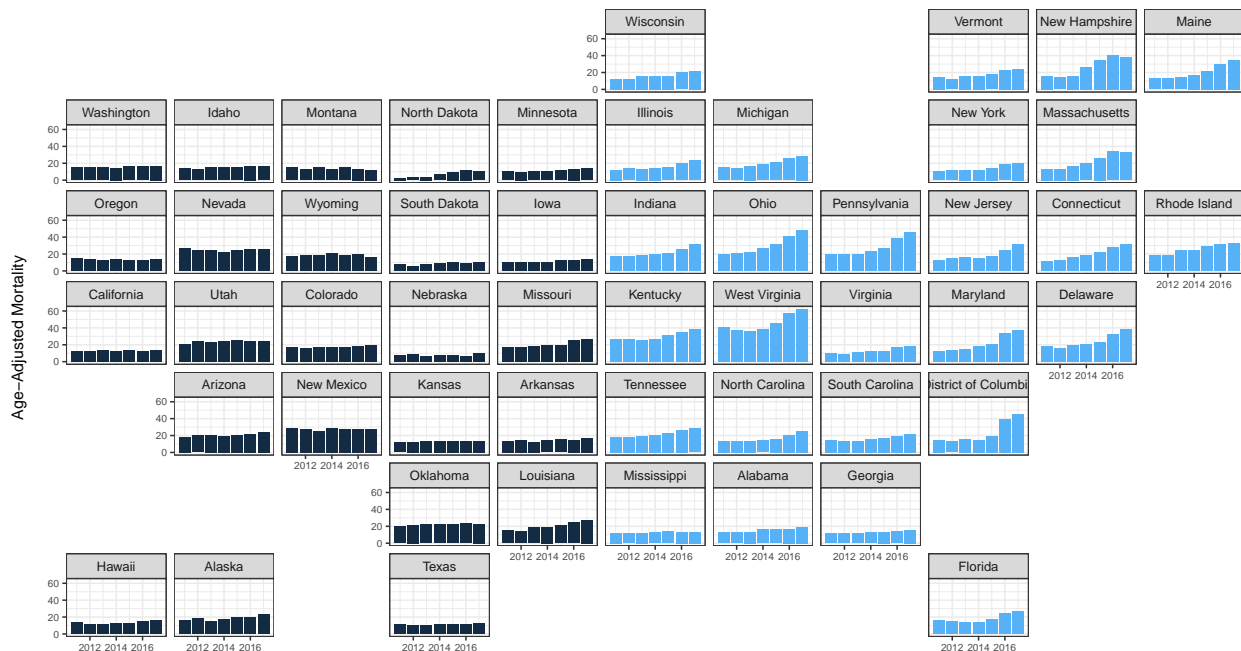 Wisconsin Vermont New Hampshire Maine
60
40
20
0
Washington Idaho Montana North Dakota Minnesota Illinois Michigan New York Massachusetts
60
40
20
0
Oregon Nevada Wyoming South Dakota Iowa Indiana Ohio Pennsylvania New Jersey Connecticut Rhode Island
60
40
20
0
2012 2014 2016
California Utah Colorado Nebraska Missouri Kentucky West Virginia Virginia Maryland Delaware
60
40
20
0
2012 2014 2016
Age-Adjusted Mortality
Arizona New Mexico Kansas Arkansas Tennessee North Carolina South Carolina District of Columbi
60
40
20
0
2012 2014 2016
Oklahoma Louisiana Mississippi Alabama Georgia
60
40
20
0
2012 2014 2016 2012 2014 2016 2012 2014 2016 2012 2014 2016
Hawaii Alaska Texas Florida
60
40
20
0
2012 2014 2016 2012 2014 2016 2012 2014 2016 2012 2014 2016